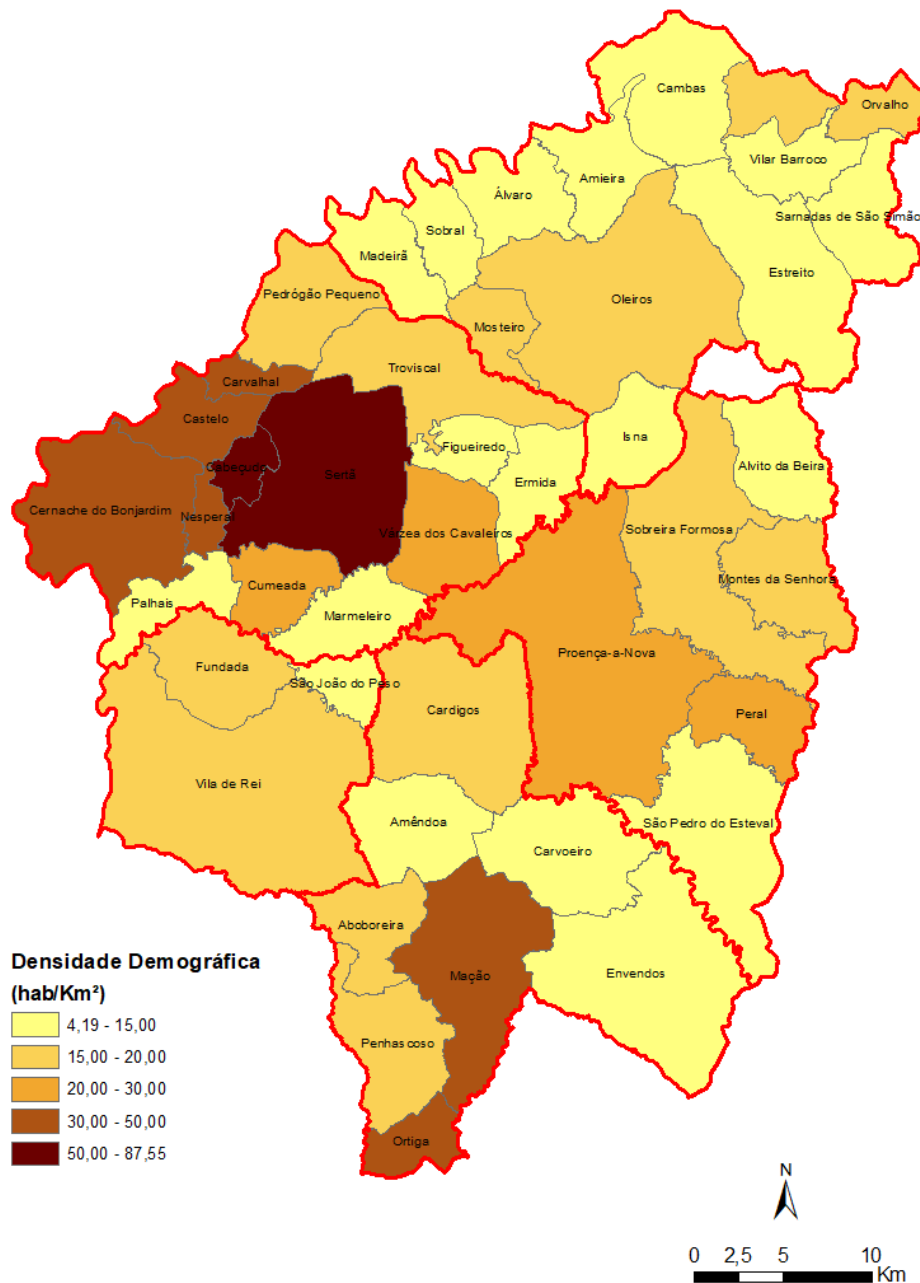 Cambas
Orvalho
Vilar Barroco
Amieira
Álvaro
Sarnadas de São Simão
Sobral
Madeirã
Estreito
Pedrógão Pequeno
Oleiros
Mosteiro
Troviscal
Carvalhal
Castelo
Isna
Figueiredo
Alvito da Beira
Cabeçudo
Sertã
Ermida
Cernache do Bonjardim
Nesperal
Várzea dos Cavaleiros
Sobreira Formosa
Montes da Senhora
Cumeada
Palhais
Marmeleiro
Proença-a-Nova
Fundada
São João do Peso
Cardigos
Peral
Vila de Rei
Amêndoa
São Pedro do Esteval
Carvoeiro
Aboboreira
Mação
Envendos
Penhascoso
Ortiga
Densidade Demográfica
(hab/Km²)
4,19 - 15,00
15,00 - 20,00
20,00 - 30,00
30,00 - 50,00
50,00 - 87,55
N
0 2,5 5 10
Km